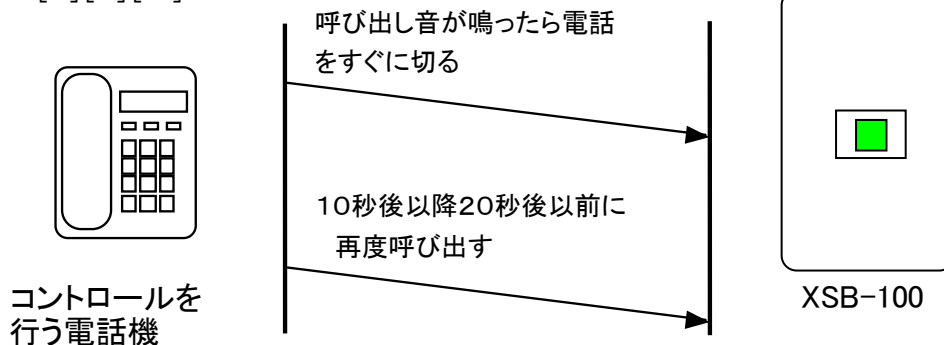 呼び出し音が鳴ったら電話
をすぐに切る
10秒後以降20秒後以前に
再度呼び出す
コントロールを
行う電話機
XSB-100